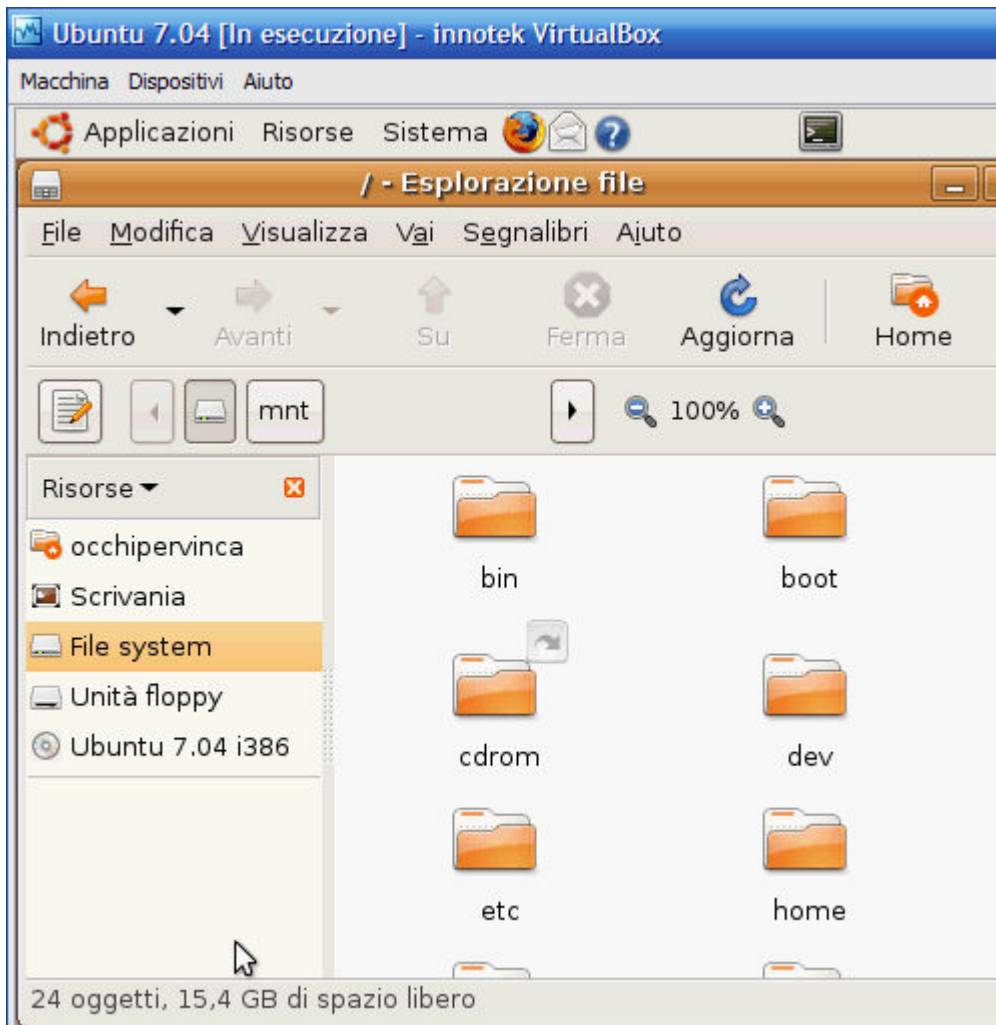 Ubuntu 7.04 [In esecuzione] - innotek VirtualBox
Macchina Dispositivi Aiuto
Applicazioni Risorse Sistema
/ - Esplorazione file
File Modifica Visualizza Vai Segnalibri Aiuto
Indietro Avanti Su Ferma Aggiorna Home
mnt 100%
Risorse
occhipervinca
Scrivania
File system
Unità floppy
Ubuntu 7.04 i386
bin boot
cdrom dev
etc home
24 oggetti, 15,4 GB di spazio libero